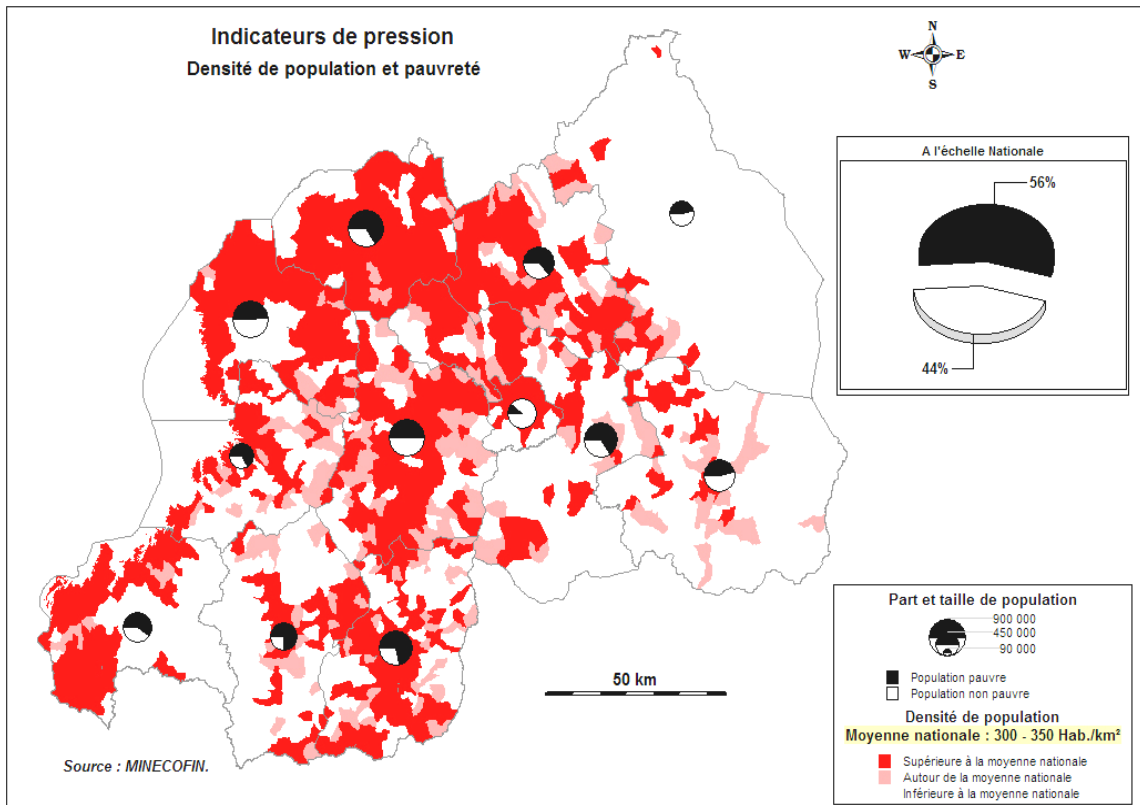 Indicateurs de pression
Densité de population et pauvreté
N
W E
S
A l'échelle Nationale
56%
44%
Part et taille de population
900 000
450 000
90 000
Population pauvre
Population non pauvre
Densité de population
Moyenne nationale : 300 - 350 Hab./km²
Supérieure à la moyenne nationale
Autour de la moyenne nationale
Inférieure à la moyenne nationale
50 km
Source : MINECOFIN.